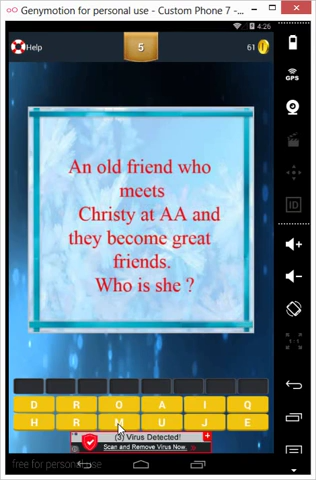 Genymotion for personal use - Custom Phone 7 - ...
4:26
Help
5
61
An old friend who
meets
Christy at AA and
they become great
friends.
Who is she ?
D R O A I Q
H R N U J E
(3) Virus Detected!
Scan and Remove Virus Now.
free for personal use
GPS
ID
1:1